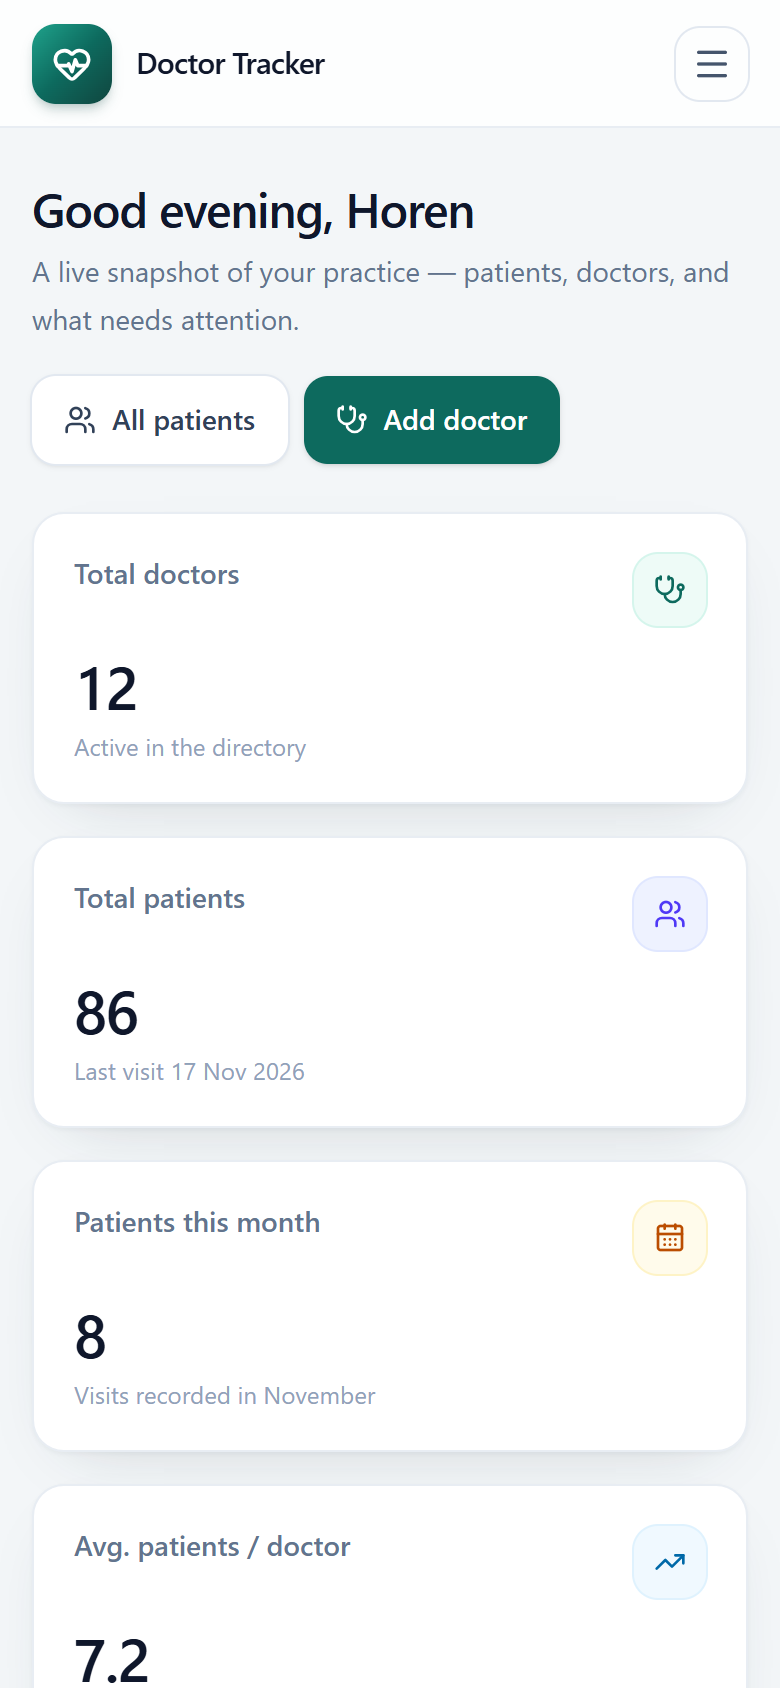 Doctor Tracker
Good evening, Horen
A live snapshot of your practice — patients, doctors, and
what needs attention.
All patients
Add doctor
Total doctors
12
Active in the directory
Total patients
86
Last visit 17 Nov 2026
Patients this month
8
Visits recorded in November
Avg. patients / doctor
7.2